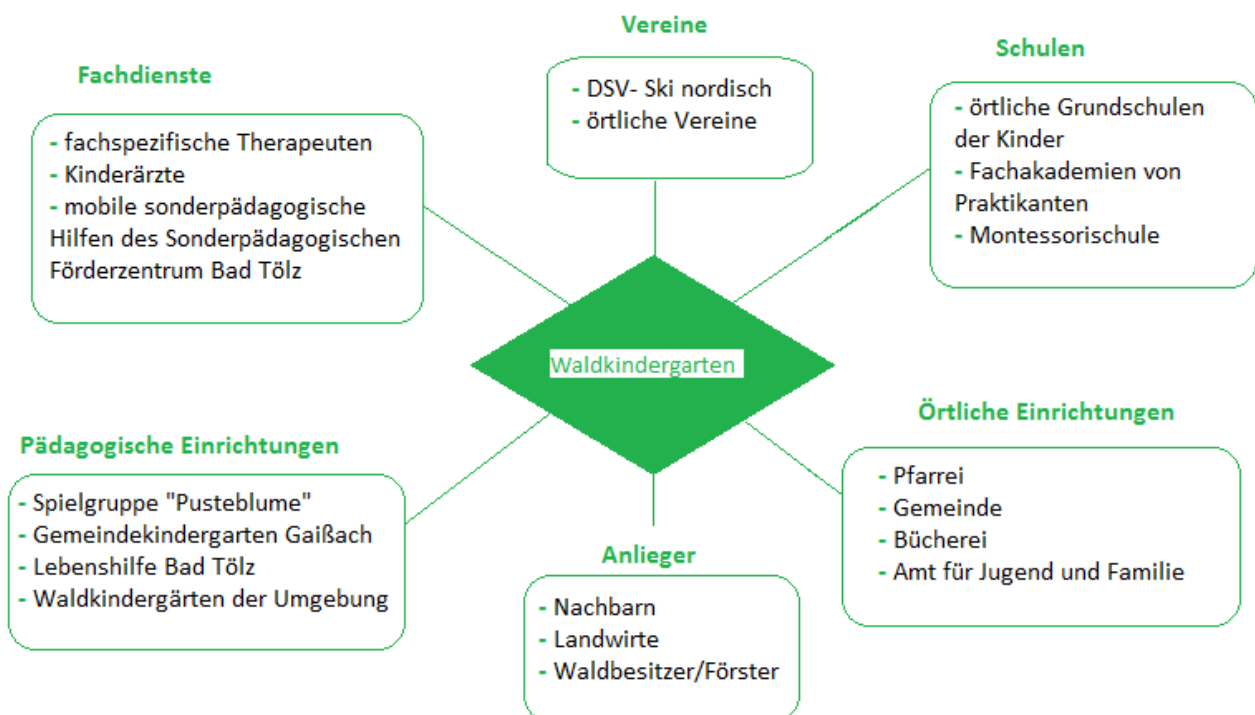 Fachdienste
- fachspezifische Therapeuten
- Kinderärzte
- mobile sonderpädagogische
Hilfen des Sonderpädagogischen
Förderzentrum Bad Tölz
Vereine
- DSV- Ski nordisch
- örtliche Vereine
Schulen
- örtliche Grundschulen
der Kinder
- Fachakademien von
Praktikanten
- Montessorischule
Waldkindergarten
Pädagogische Einrichtungen
- Spielgruppe "Pusteblume"
- Gemeindekindergarten Gaißach
- Lebenshilfe Bad Tölz
- Waldkindergärten der Umgebung
Anlieger
- Nachbarn
- Landwirte
- Waldbesitzer/Förster
Örtliche Einrichtungen
- Pfarrei
- Gemeinde
- Bücherei
- Amt für Jugend und Familie